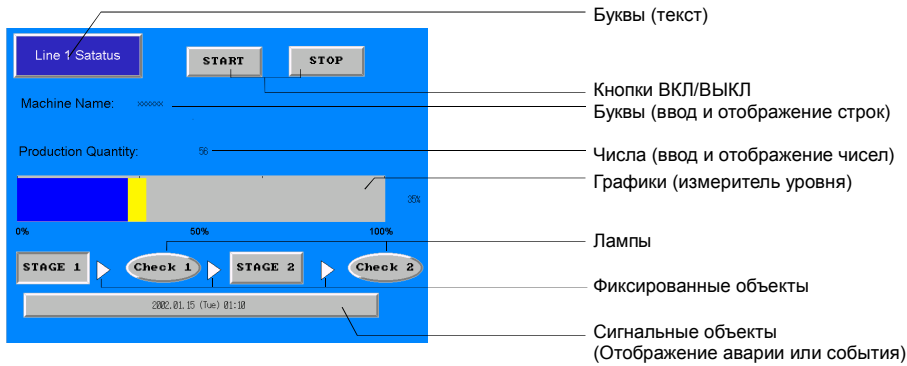 Буквы (текст)
Line 1 Satatus
START STOP
Кнопки ВКЛ/ВЫКЛ
Machine Name: xxxxxx
Буквы (ввод и отображение строк)
Production Quantity: 56
Числа (ввод и отображение чисел)
Графики (измеритель уровня)
35%
0% 50% 100%
Лампы
STAGE 1 Check 1 STAGE 2 Check 2
Фиксированные объекты
2002.01.15 (Tue) 01:10
Сигнальные объекты
(Отображение аварии или события)